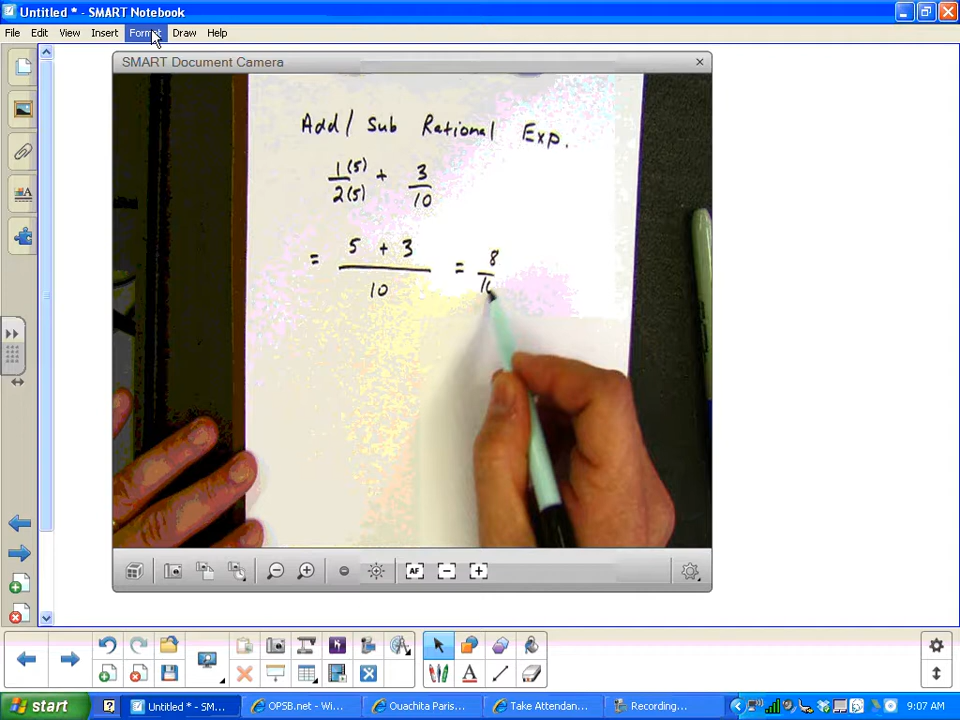 Untitled * - SMART Notebook
File Edit View Insert Format Draw Help
SMART Document Camera
Add/Sub Rational Exp.
1(5) + 3
2(5) 10
= 5 + 3 = 8
10 10
AF
A
start
?
Untitled * - SM...
OPSB.net - Wi...
Ouachita Paris...
Take Attendan...
Recording...
9:07 AM